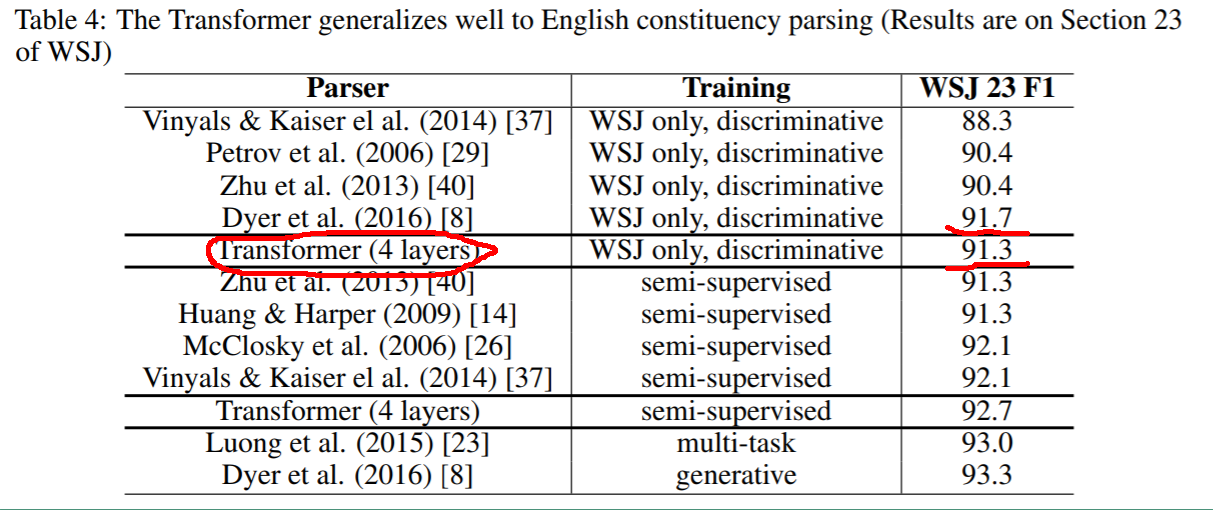 Table 4: The Transformer generalizes well to English constituency parsing (Results are on Section 23
of WSJ)
Parser Training WSJ 23 F1
Vinyals & Kaiser el al. (2014) [37] WSJ only, discriminative 88.3
Petrov et al. (2006) [29] WSJ only, discriminative 90.4
Zhu et al. (2013) [40] WSJ only, discriminative 90.4
Dyer et al. (2016) [8] WSJ only, discriminative 91.7
Transformer (4 layers) WSJ only, discriminative 91.3
Zhu et al. (2013) [40] semi-supervised 91.3
Huang & Harper (2009) [14] semi-supervised 91.3
McClosky et al. (2006) [26] semi-supervised 92.1
Vinyals & Kaiser el al. (2014) [37] semi-supervised 92.1
Transformer (4 layers) semi-supervised 92.7
Luong et al. (2015) [23] multi-task 93.0
Dyer et al. (2016) [8] generative 93.3